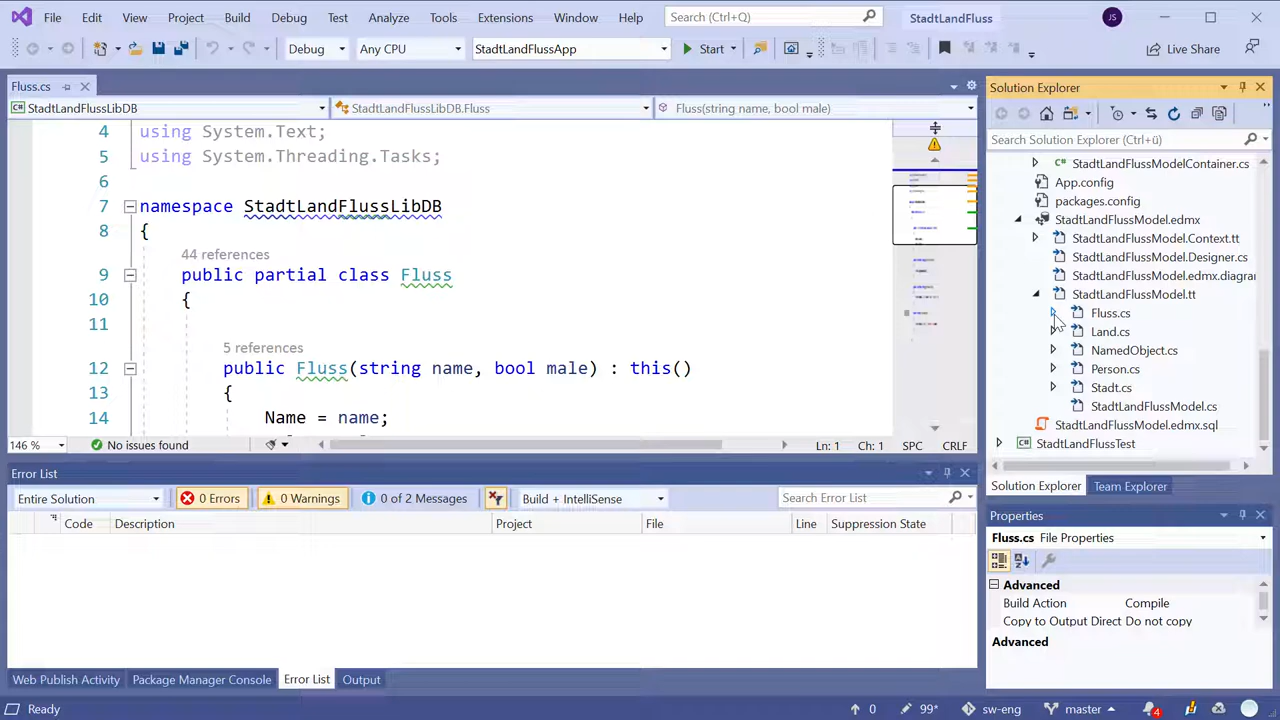 File Edit View Project Build Debug Test Analyze Tools Extensions Window Help Search (Ctrl+Q) StadtLandFluss JS
Debug Any CPU StadtLandFlussApp Start Live Share
Fluss.cs
StadtLandFlussLibDB StadtLandFlussLibDB.Fluss Fluss(string name, bool male)
4 using System.Text;
5 using System.Threading.Tasks;
6
7 namespace StadtLandFlussLibDB
8 {
44 references
9 public partial class Fluss
10 {
11
5 references
12 public Fluss(string name, bool male) : this()
13 {
14 Name = name;
146 % No issues found Ln: 1 Ch: 1 SPC CRLF
Error List
Entire Solution 0 Errors 0 Warnings 0 of 2 Messages Build + IntelliSense Search Error List
Code Description Project File Line Suppression State
Web Publish Activity Package Manager Console Error List Output
Solution Explorer
Search Solution Explorer (Ctrl+ü)
StadtLandFlussModelContainer.cs
App.config
packages.config
StadtLandFlussModel.edmx
StadtLandFlussModel.Context.tt
StadtLandFlussModel.Designer.cs
StadtLandFlussModel.edmx.diagra
StadtLandFlussModel.tt
Fluss.cs
Land.cs
NamedObject.cs
Person.cs
Stadt.cs
StadtLandFlussModel.cs
StadtLandFlussModel.edmx.sql
StadtLandFlussTest
Solution Explorer Team Explorer
Properties
Fluss.cs File Properties
Advanced
Build Action Compile
Copy to Output Direct Do not copy
Advanced
Ready 0 99* sw-eng master 4